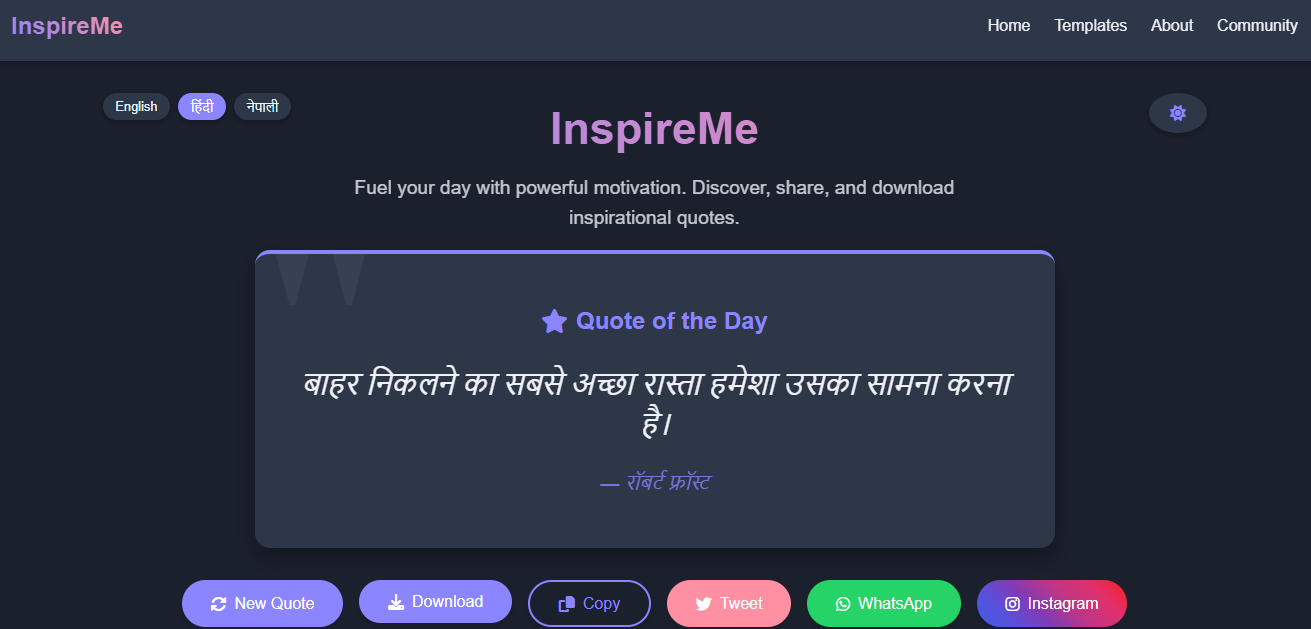 InspireMe
Home Templates About Community
English हिंदी नेपाली
InspireMe
Fuel your day with powerful motivation. Discover, share, and download
inspirational quotes.
Quote of the Day
बाहर निकलने का सबसे अच्छा रास्ता हमेशा उसका सामना करना
है।
— रॉबर्ट फ्रॉस्ट
New Quote Download Copy Tweet WhatsApp Instagram